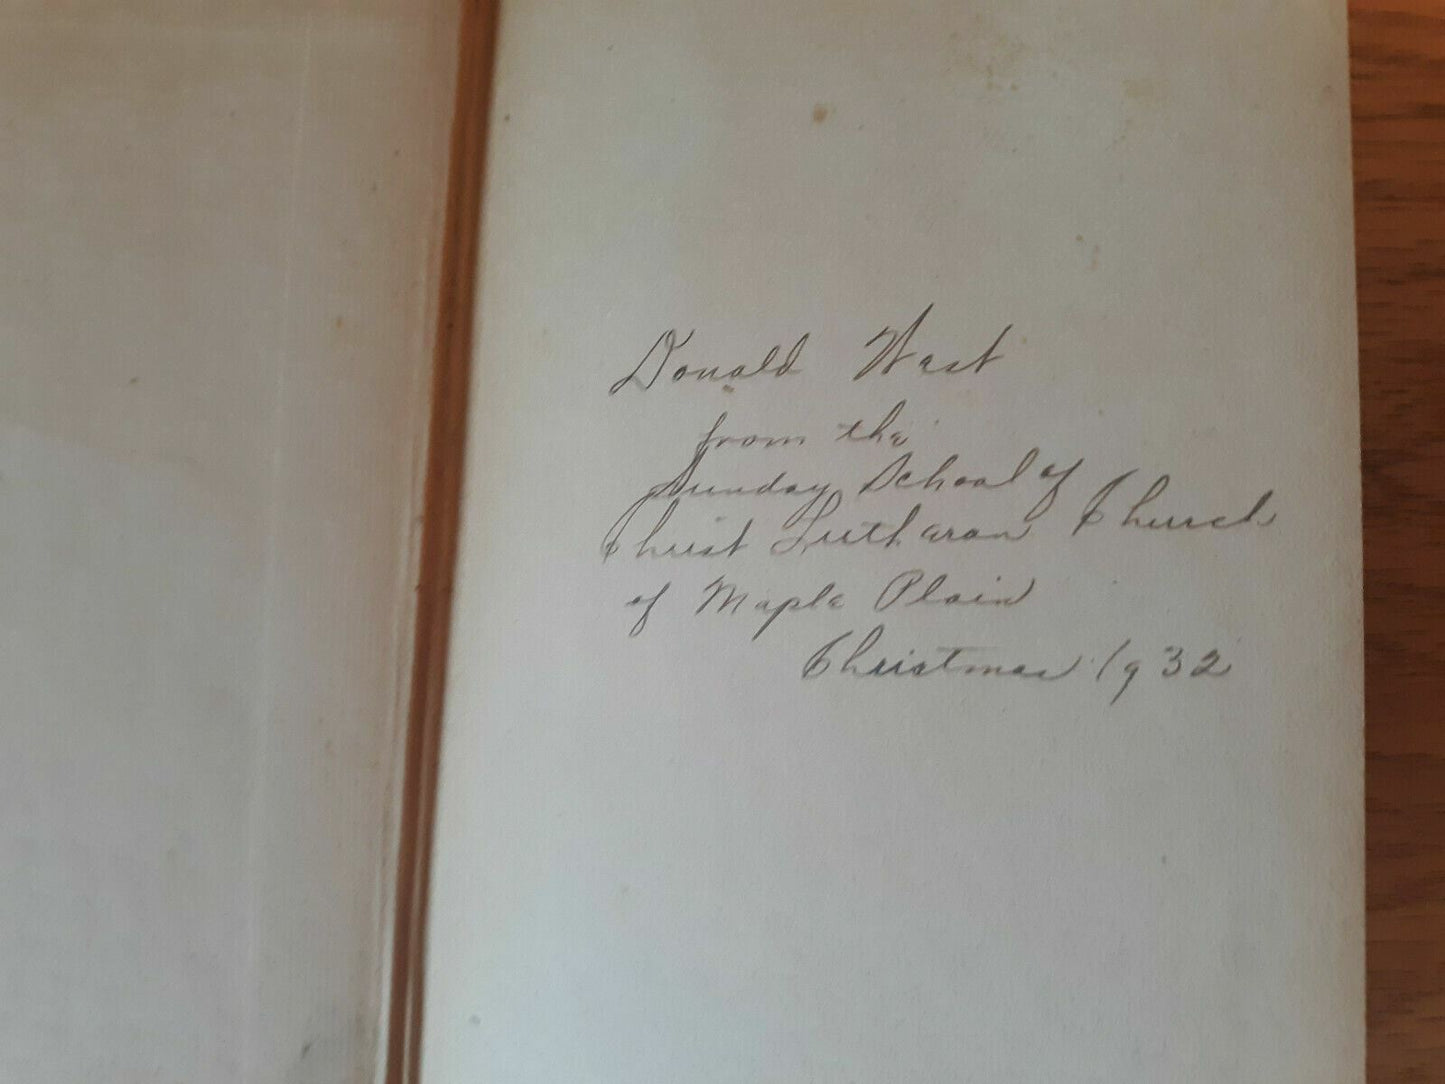 Donald West
from the
Sunday School of
Christ Lutheran Church
of Maple Plain
Christmas 1932